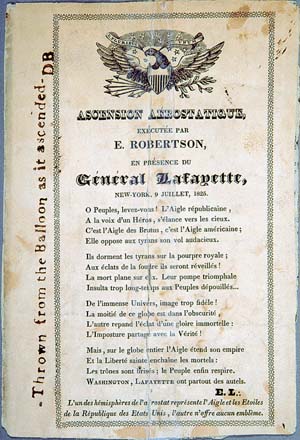 ASCENSION AEROSTATIQUE,
EXÉCUTÉE PAR
E. ROBERTSON,
EN PRÉSENCE DU
Général Lafayette,
NEW-YORK, 9 JUILLET, 1825.
O Peuples, levez-vous! L'Aigle républicaine,
A la voix d'un Héros, s'élance vers les cieux.
C'est l'Aigle des Brutus, c'est l'Aigle américaine;
Elle oppose aux tyrans son vol audacieux.
Ils dorment les tyrans sur la pourpre royale;
Aux éclats de la foudre ils seront réveillés!
La mort plane sur eux. Leur pompe triomphale
Insulta trop long-temps aux Peuples dépouillés...
De l'immense Univers, image trop fidèle!
La moitié de ce globe est dans l'obscurité,
L'autre repand l'éclat d'une gloire immortelle:
L'Imposture partage avec la Vérité!
Mais, sur le globe entier l'Aigle étend son empire
Et la Liberté sainte enchaîne les mortels:
Les trônes sont brisés; le Peuple enfin respire.
WASHINGTON, LAFAYETTE ont partout des autels.
E. L.
L'un des hémisphères de l'aérostat représente l'Aigle et les Etoiles
de la République des Etats Unis, l'autre n'offre aucun emblème.
- Thrown from the Balloon as it ascended - DB